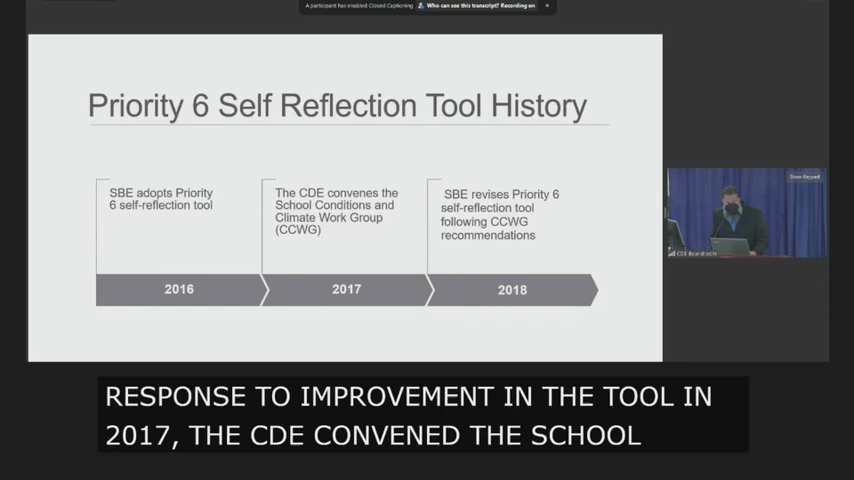 A participant has enabled Closed Captioning
Who can see this transcript? Recording on
Priority 6 Self Reflection Tool History
SBE adopts Priority
6 self-reflection tool
The CDE convenes the
School Conditions and
Climate Work Group
(CCWG)
SBE revises Priority 6
self-reflection tool
following CCWG
recommendations
2016
2017
2018
CDE Boardroom
RESPONSE TO IMPROVEMENT IN THE TOOL IN
2017, THE CDE CONVENED THE SCHOOL